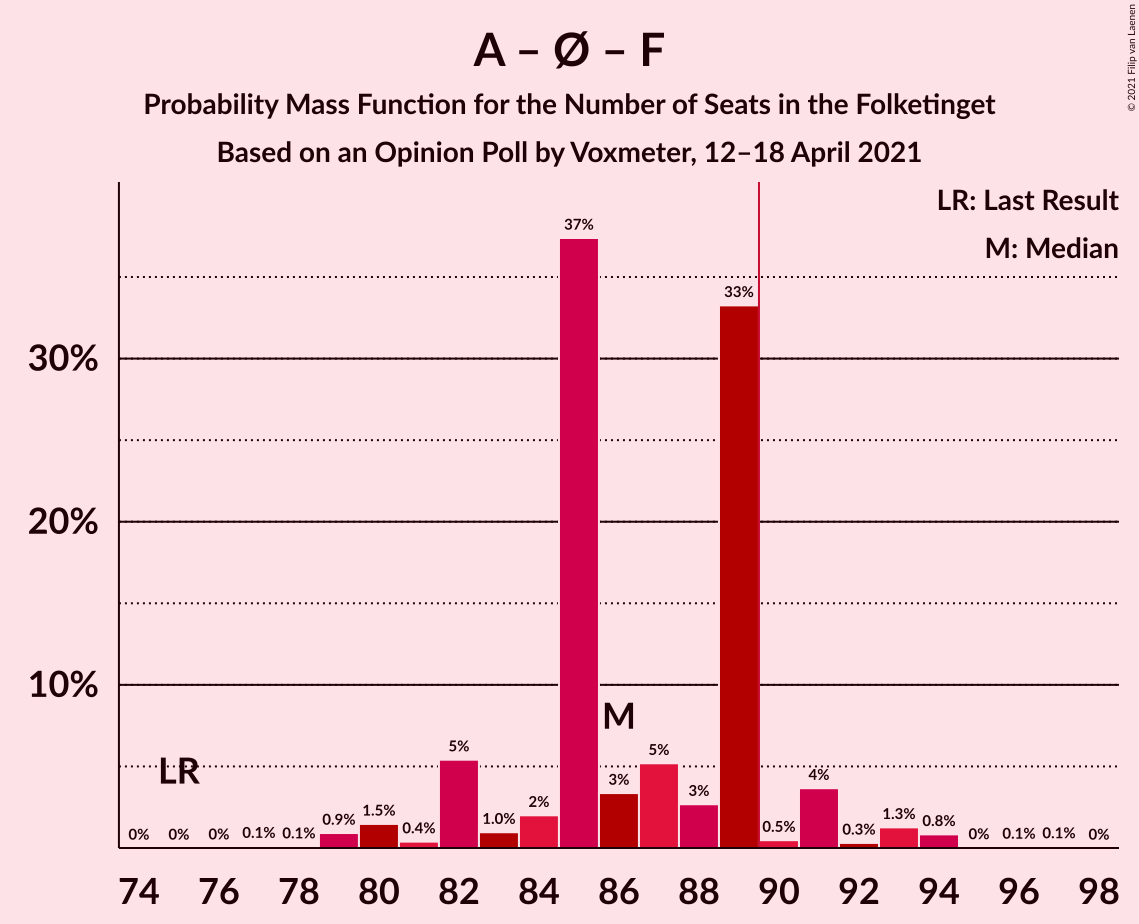 A – Ø – F
Probability Mass Function for the Number of Seats in the Folketinget
Based on an Opinion Poll by Voxmeter, 12–18 April 2021
© 2021 Filip van Laenen
LR: Last Result
M: Median
37%
33%
30%
20%
10%
M
LR
0% 0% 0% 0.1% 0.1% 0.9% 1.5% 0.4% 5% 1.0% 2% 3% 5% 3% 0.5% 4% 0.3% 1.3% 0.8% 0% 0.1% 0.1% 0%
74 76 78 80 82 84 86 88 90 92 94 96 98